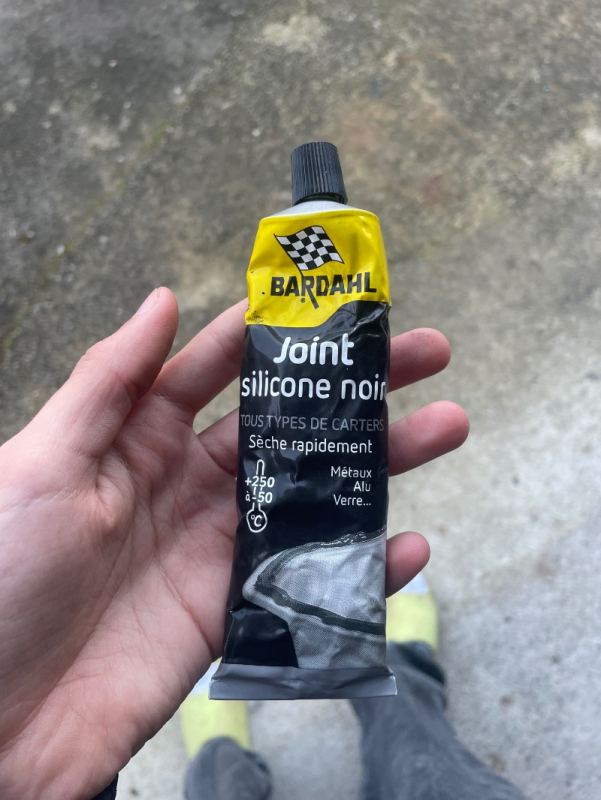 BARDAHL
Joint
silicone noir
TOUS TYPES DE CARTERS
Sèche rapidement
+250
à -50
°C
Métaux
Alu
Verre...